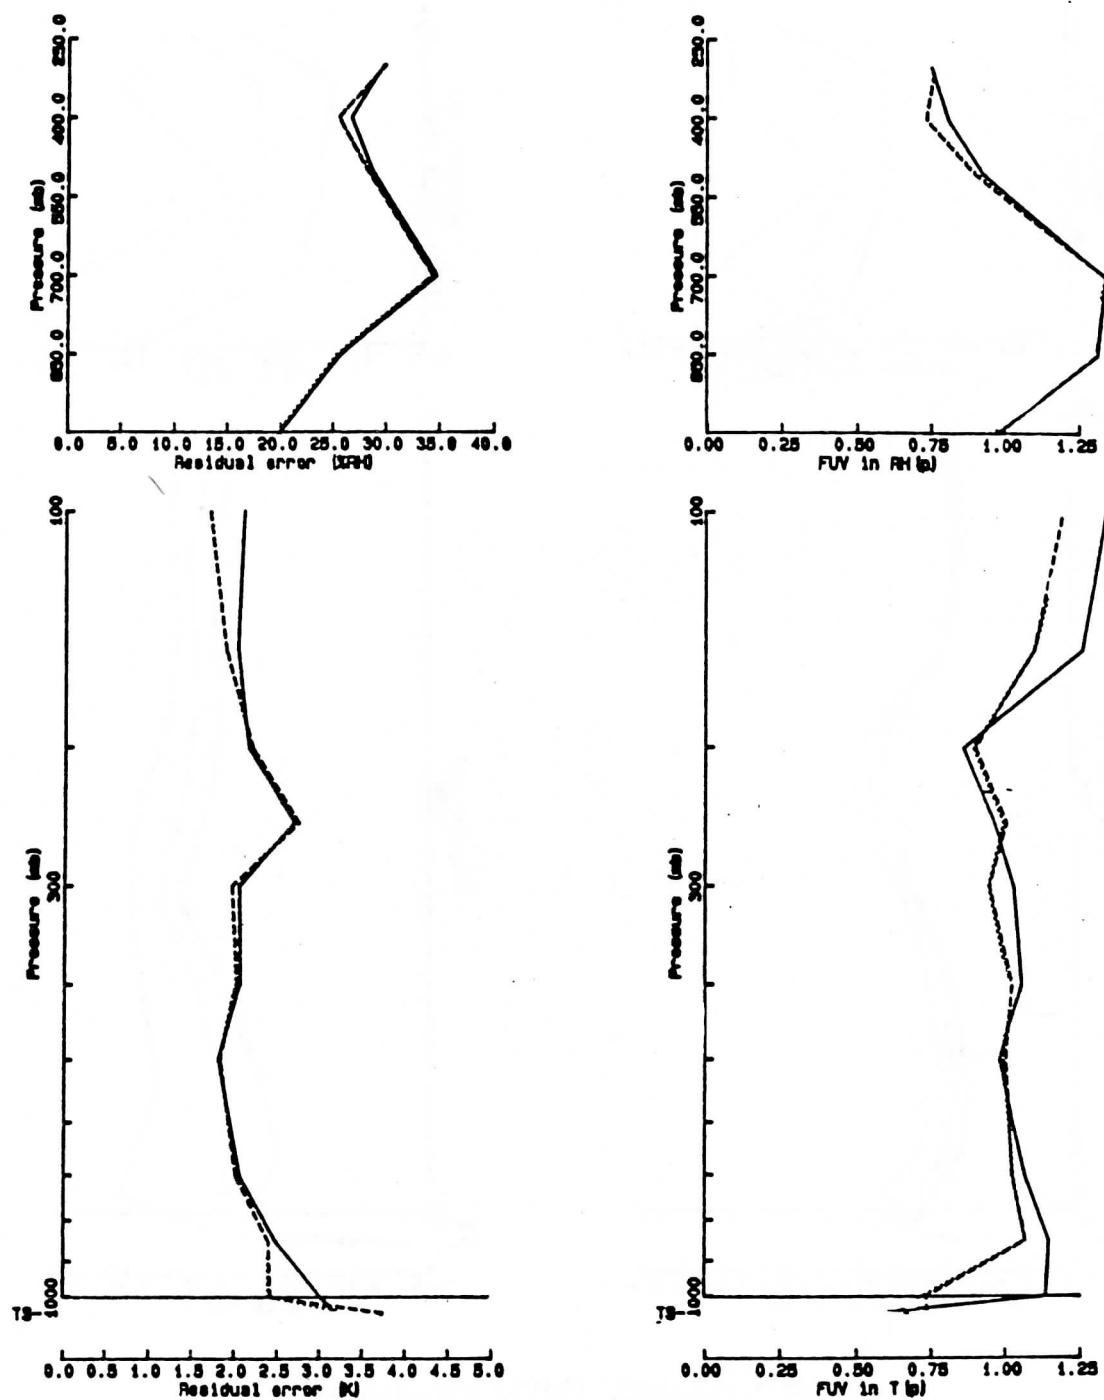 250.0
400.0
550.0
700.0
850.0
Pressure (mb)
0.0 5.0 10.0 15.0 20.0 25.0 30.0 35.0 40.0
Residual error (%RH)
250.0
400.0
550.0
700.0
850.0
Pressure (mb)
0.00 0.25 0.50 0.75 1.00 1.25
FUV in RH (p)
100
300
1000
TS
Pressure (mb)
0.0 0.5 1.0 1.5 2.0 2.5 3.0 3.5 4.0 4.5 5.0
Residual error (K)
100
300
1000
TS
Pressure (mb)
0.00 0.25 0.50 0.75 1.00 1.25
FUV in T (p)